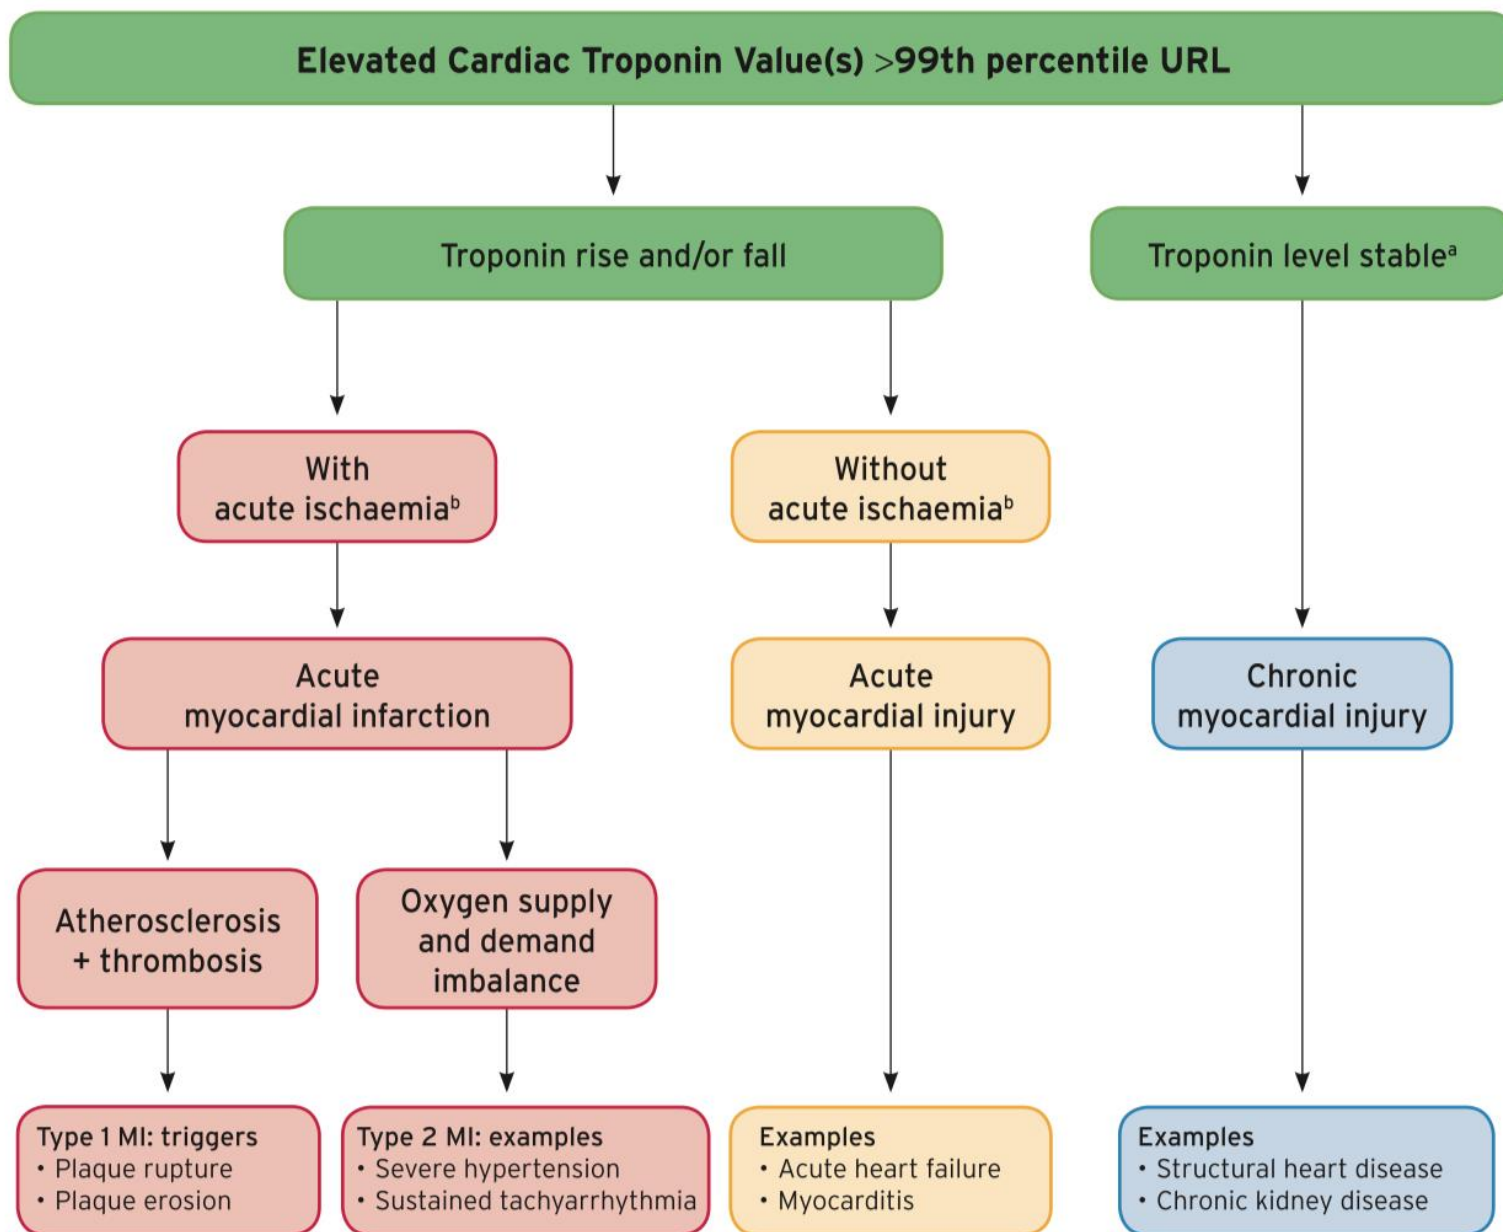 Elevated Cardiac Troponin Value(s) >99th percentile URL
Troponin rise and/or fall
Troponin level stableᵃ
With
acute ischaemiaᵇ
Without
acute ischaemiaᵇ
Acute
myocardial infarction
Acute
myocardial injury
Chronic
myocardial injury
Atherosclerosis
+ thrombosis
Oxygen supply
and demand
imbalance
Type 1 MI: triggers
• Plaque rupture
• Plaque erosion
Type 2 MI: examples
• Severe hypertension
• Sustained tachyarrhythmia
Examples
• Acute heart failure
• Myocarditis
Examples
• Structural heart disease
• Chronic kidney disease